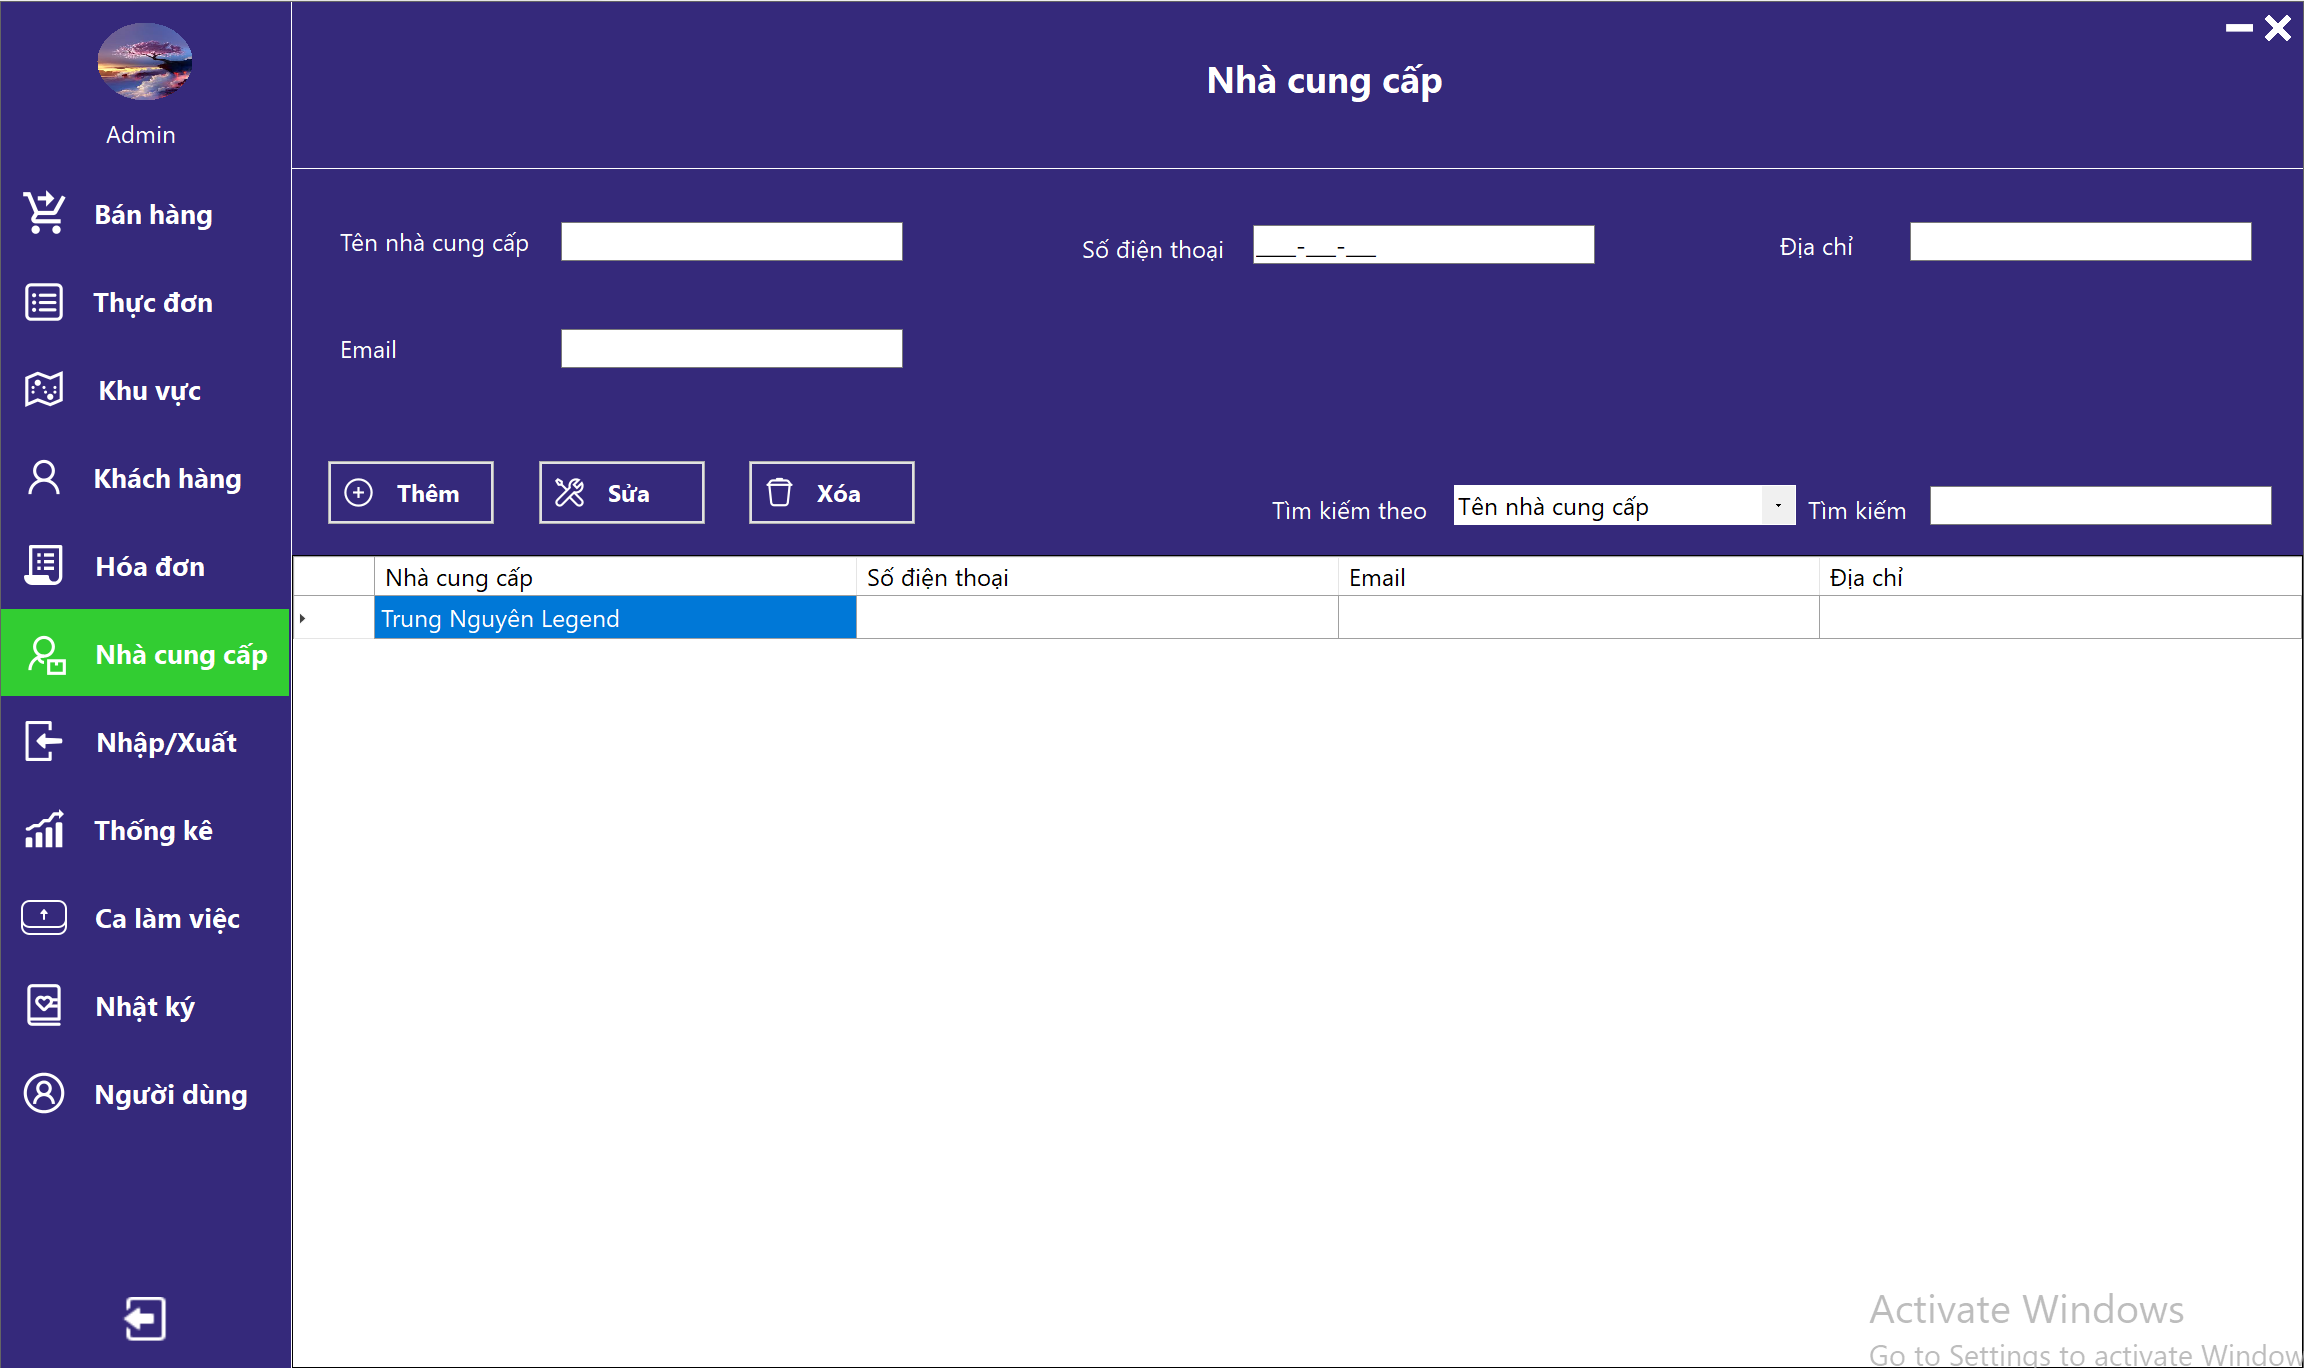 Admin
Bán hàng
Thực đơn
Khu vực
Khách hàng
Hóa đơn
Nhà cung cấp
Nhập/Xuất
Thống kê
Ca làm việc
Nhật ký
Người dùng
Nhà cung cấp
Tên nhà cung cấp
Số điện thoại ____-___-___
Địa chỉ
Email
Thêm
Sửa
Xóa
Tìm kiếm theo Tên nhà cung cấp Tìm kiếm
Nhà cung cấp Số điện thoại Email Địa chỉ
Trung Nguyên Legend
Activate Windows
Go to Settings to activate Window